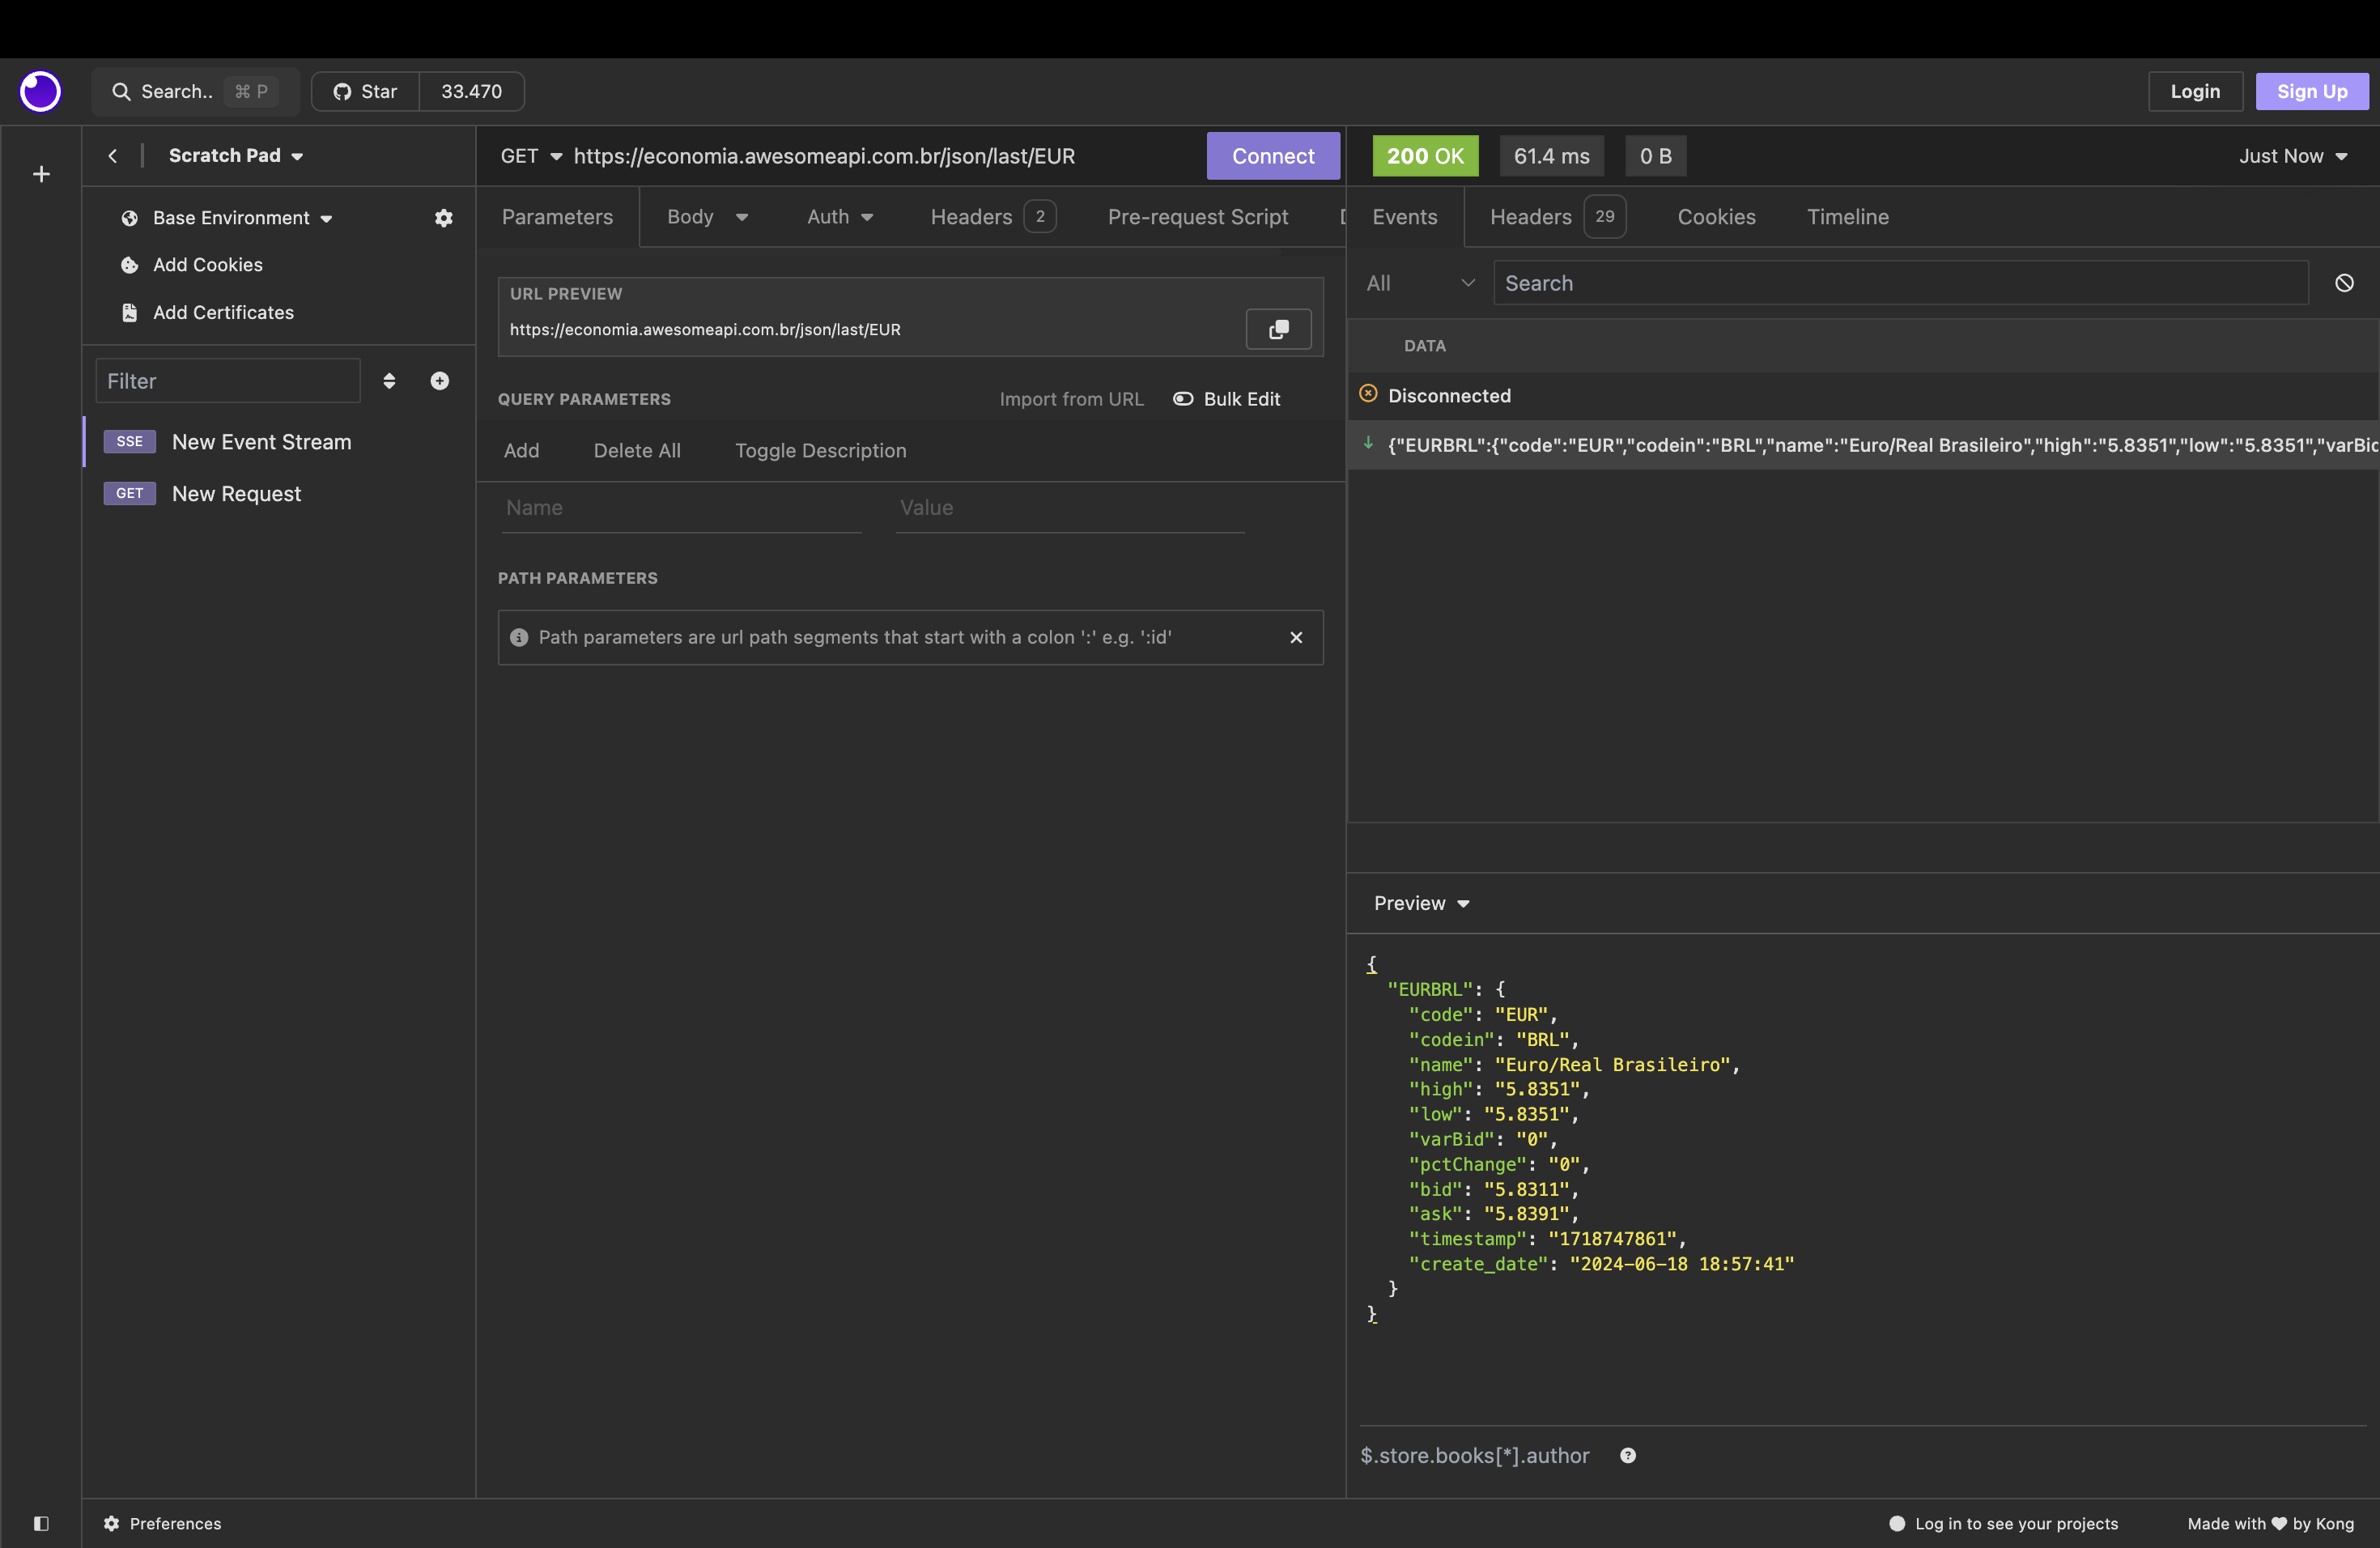 Search.. ⌘ P Star 33.470 Login Sign Up
Scratch Pad
Base Environment
Add Cookies
Add Certificates
Filter
SSE New Event Stream
GET New Request
GET https://economia.awesomeapi.com.br/json/last/EUR Connect
Parameters Body Auth Headers 2 Pre-request Script
URL PREVIEW
https://economia.awesomeapi.com.br/json/last/EUR
QUERY PARAMETERS Import from URL Bulk Edit
Add Delete All Toggle Description
Name Value
PATH PARAMETERS
Path parameters are url path segments that start with a colon ':' e.g. ':id'
200 OK 61.4 ms 0 B Just Now
Events Headers 29 Cookies Timeline
All Search
DATA
Disconnected
{"EURBRL":{"code":"EUR","codein":"BRL","name":"Euro/Real Brasileiro","high":"5.8351","low":"5.8351","varBid
Preview
{
"EURBRL": {
"code": "EUR",
"codein": "BRL",
"name": "Euro/Real Brasileiro",
"high": "5.8351",
"low": "5.8351",
"varBid": "0",
"pctChange": "0",
"bid": "5.8311",
"ask": "5.8391",
"timestamp": "1718747861",
"create_date": "2024-06-18 18:57:41"
}
}
$.store.books[*].author
Preferences Log in to see your projects Made with ♥ by Kong